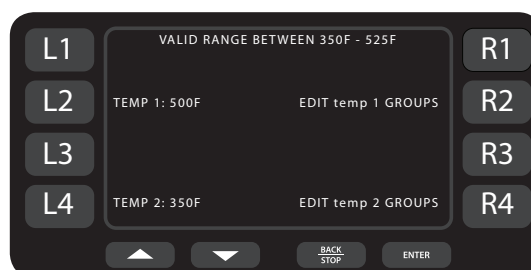 VALID RANGE BETWEEN 350F - 525F
L1
R1
L2
TEMP 1: 500F
EDIT temp 1 GROUPS
R2
L3
R3
L4
TEMP 2: 350F
EDIT temp 2 GROUPS
R4
BACK
STOP
ENTER